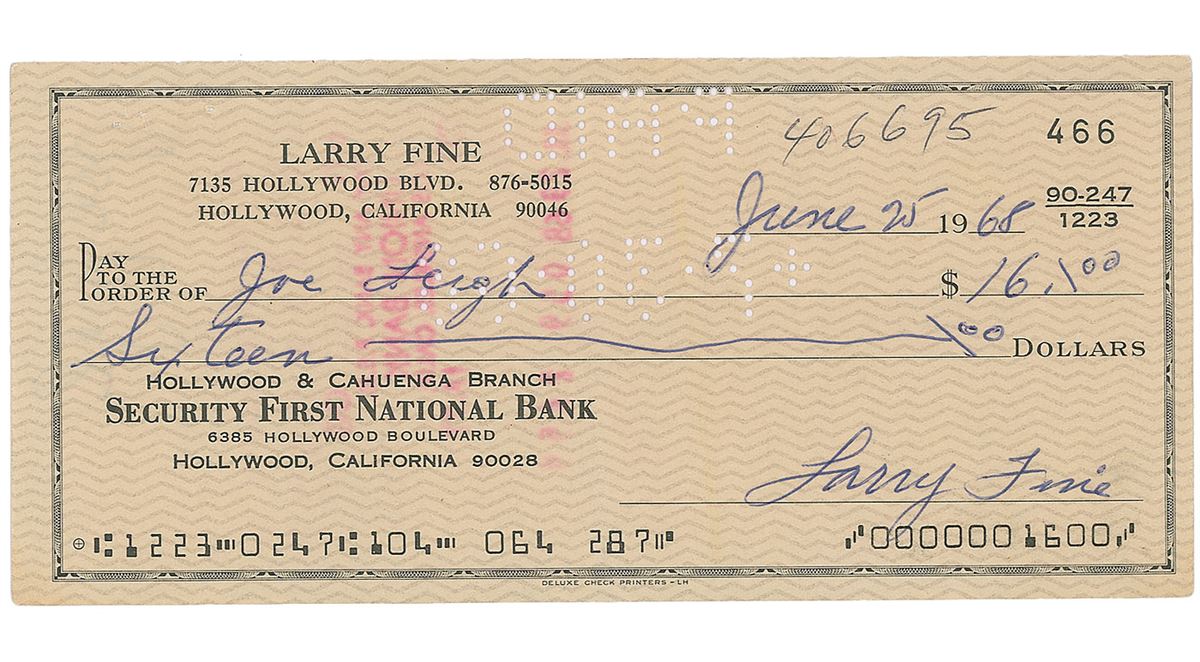 406695 466
LARRY FINE
7135 HOLLYWOOD BLVD. 876-5015
HOLLYWOOD, CALIFORNIA 90046
90-247
1223
June 25 1968
PAY TO THE ORDER OF Joe Leigh $ 16.00
Sixteen 00 DOLLARS
HOLLYWOOD & CAHUENGA BRANCH
SECURITY FIRST NATIONAL BANK
6385 HOLLYWOOD BOULEVARD
HOLLYWOOD, CALIFORNIA 90028
Larry Fine
1223 0247 104 064 287 0000001600
DELUXE CHECK PRINTERS - LH